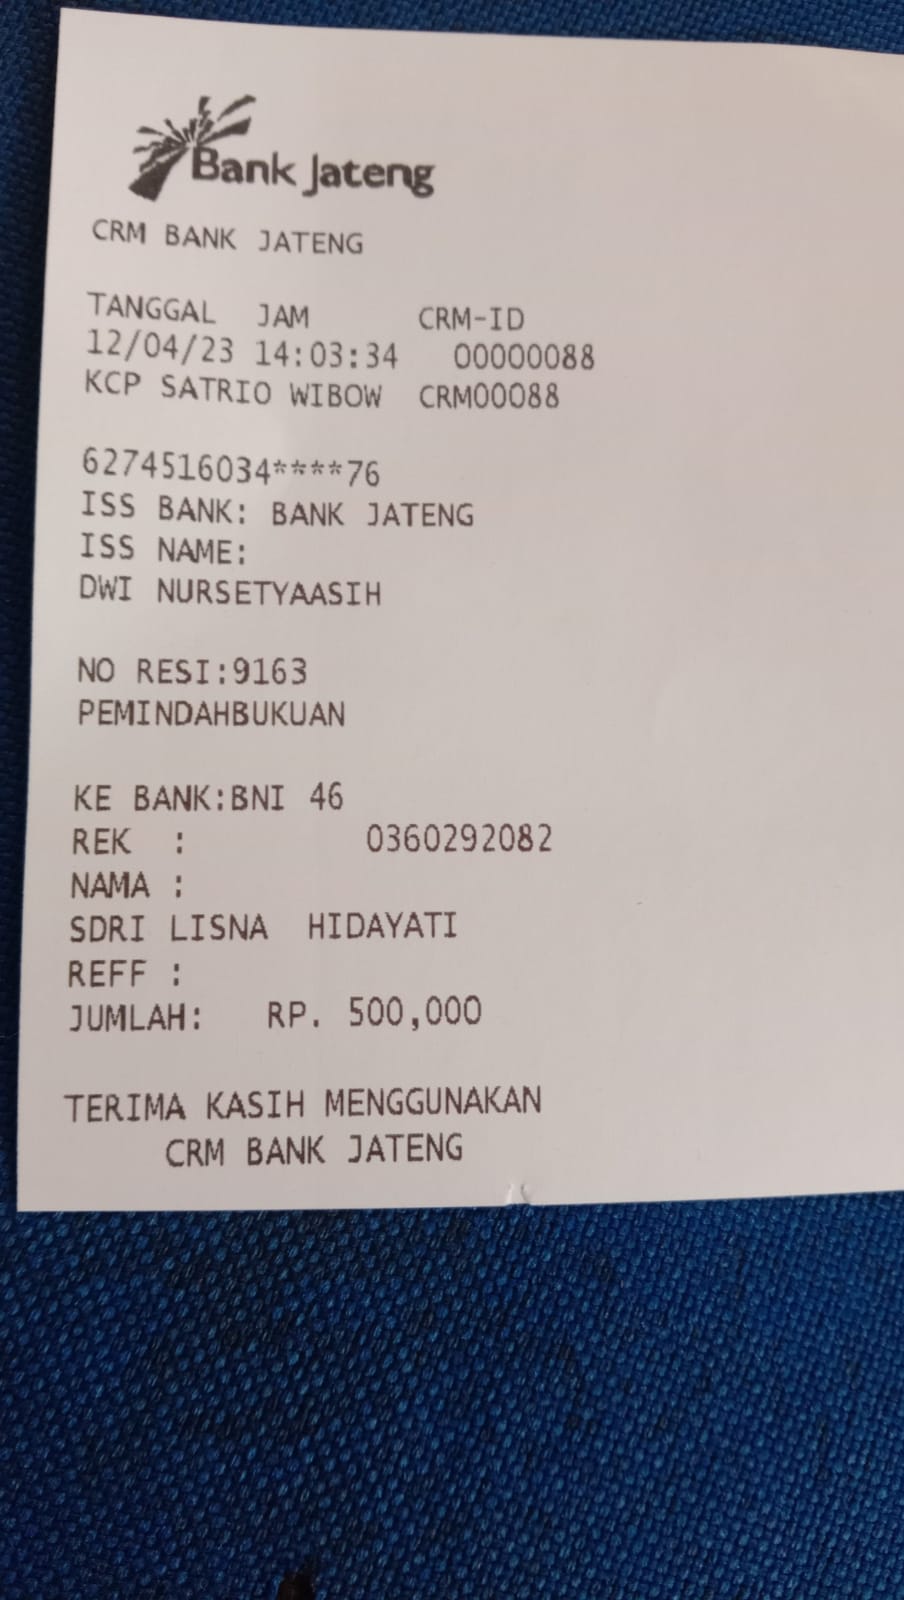 Bank Jateng
CRM BANK JATENG
TANGGAL JAM CRM-ID
12/04/23 14:03:34 00000088
KCP SATRIO WIBOW CRM00088
6274516034****76
ISS BANK: BANK JATENG
ISS NAME:
DWI NURSETYAASIH
NO RESI:9163
PEMINDAHBUKUAN
KE BANK:BNI 46
REK : 0360292082
NAMA :
SDRI LISNA HIDAYATI
REFF :
JUMLAH: RP. 500,000
TERIMA KASIH MENGGUNAKAN
CRM BANK JATENG